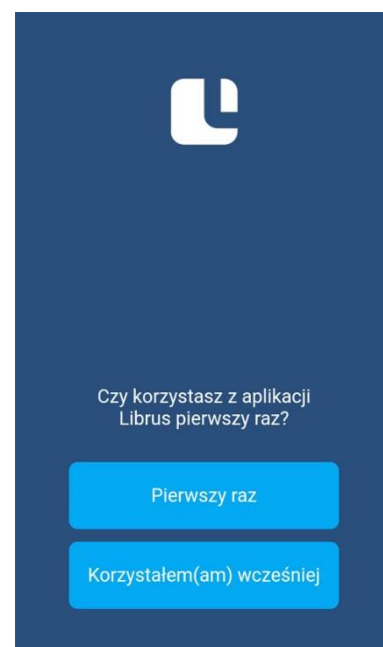 Czy korzystasz z aplikacji
Librus pierwszy raz?
Pierwszy raz
Korzystałem(am) wcześniej